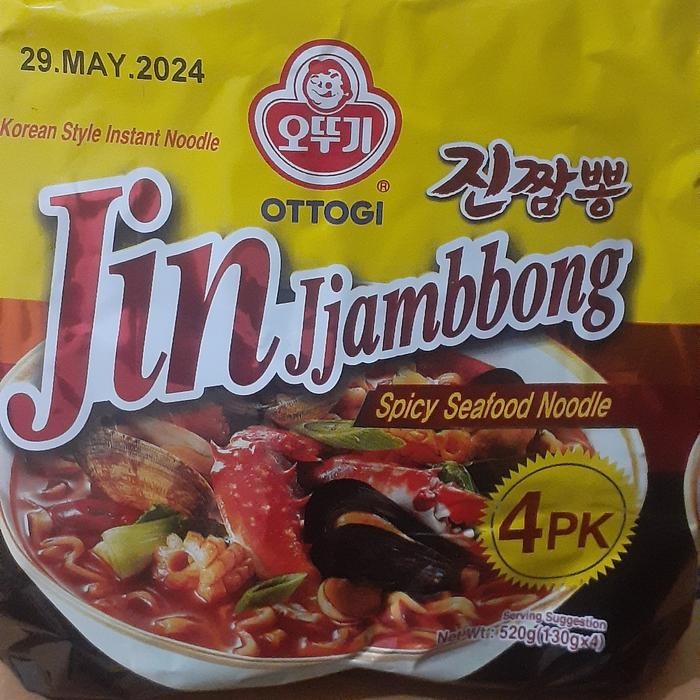 29.MAY.2024
Korean Style Instant Noodle
오뚜기
®
OTTOGI
진짬뽕
Jin Jjambbong
Spicy Seafood Noodle
4PK
Serving Suggestion
Net Wt.: 520g(130g×4)